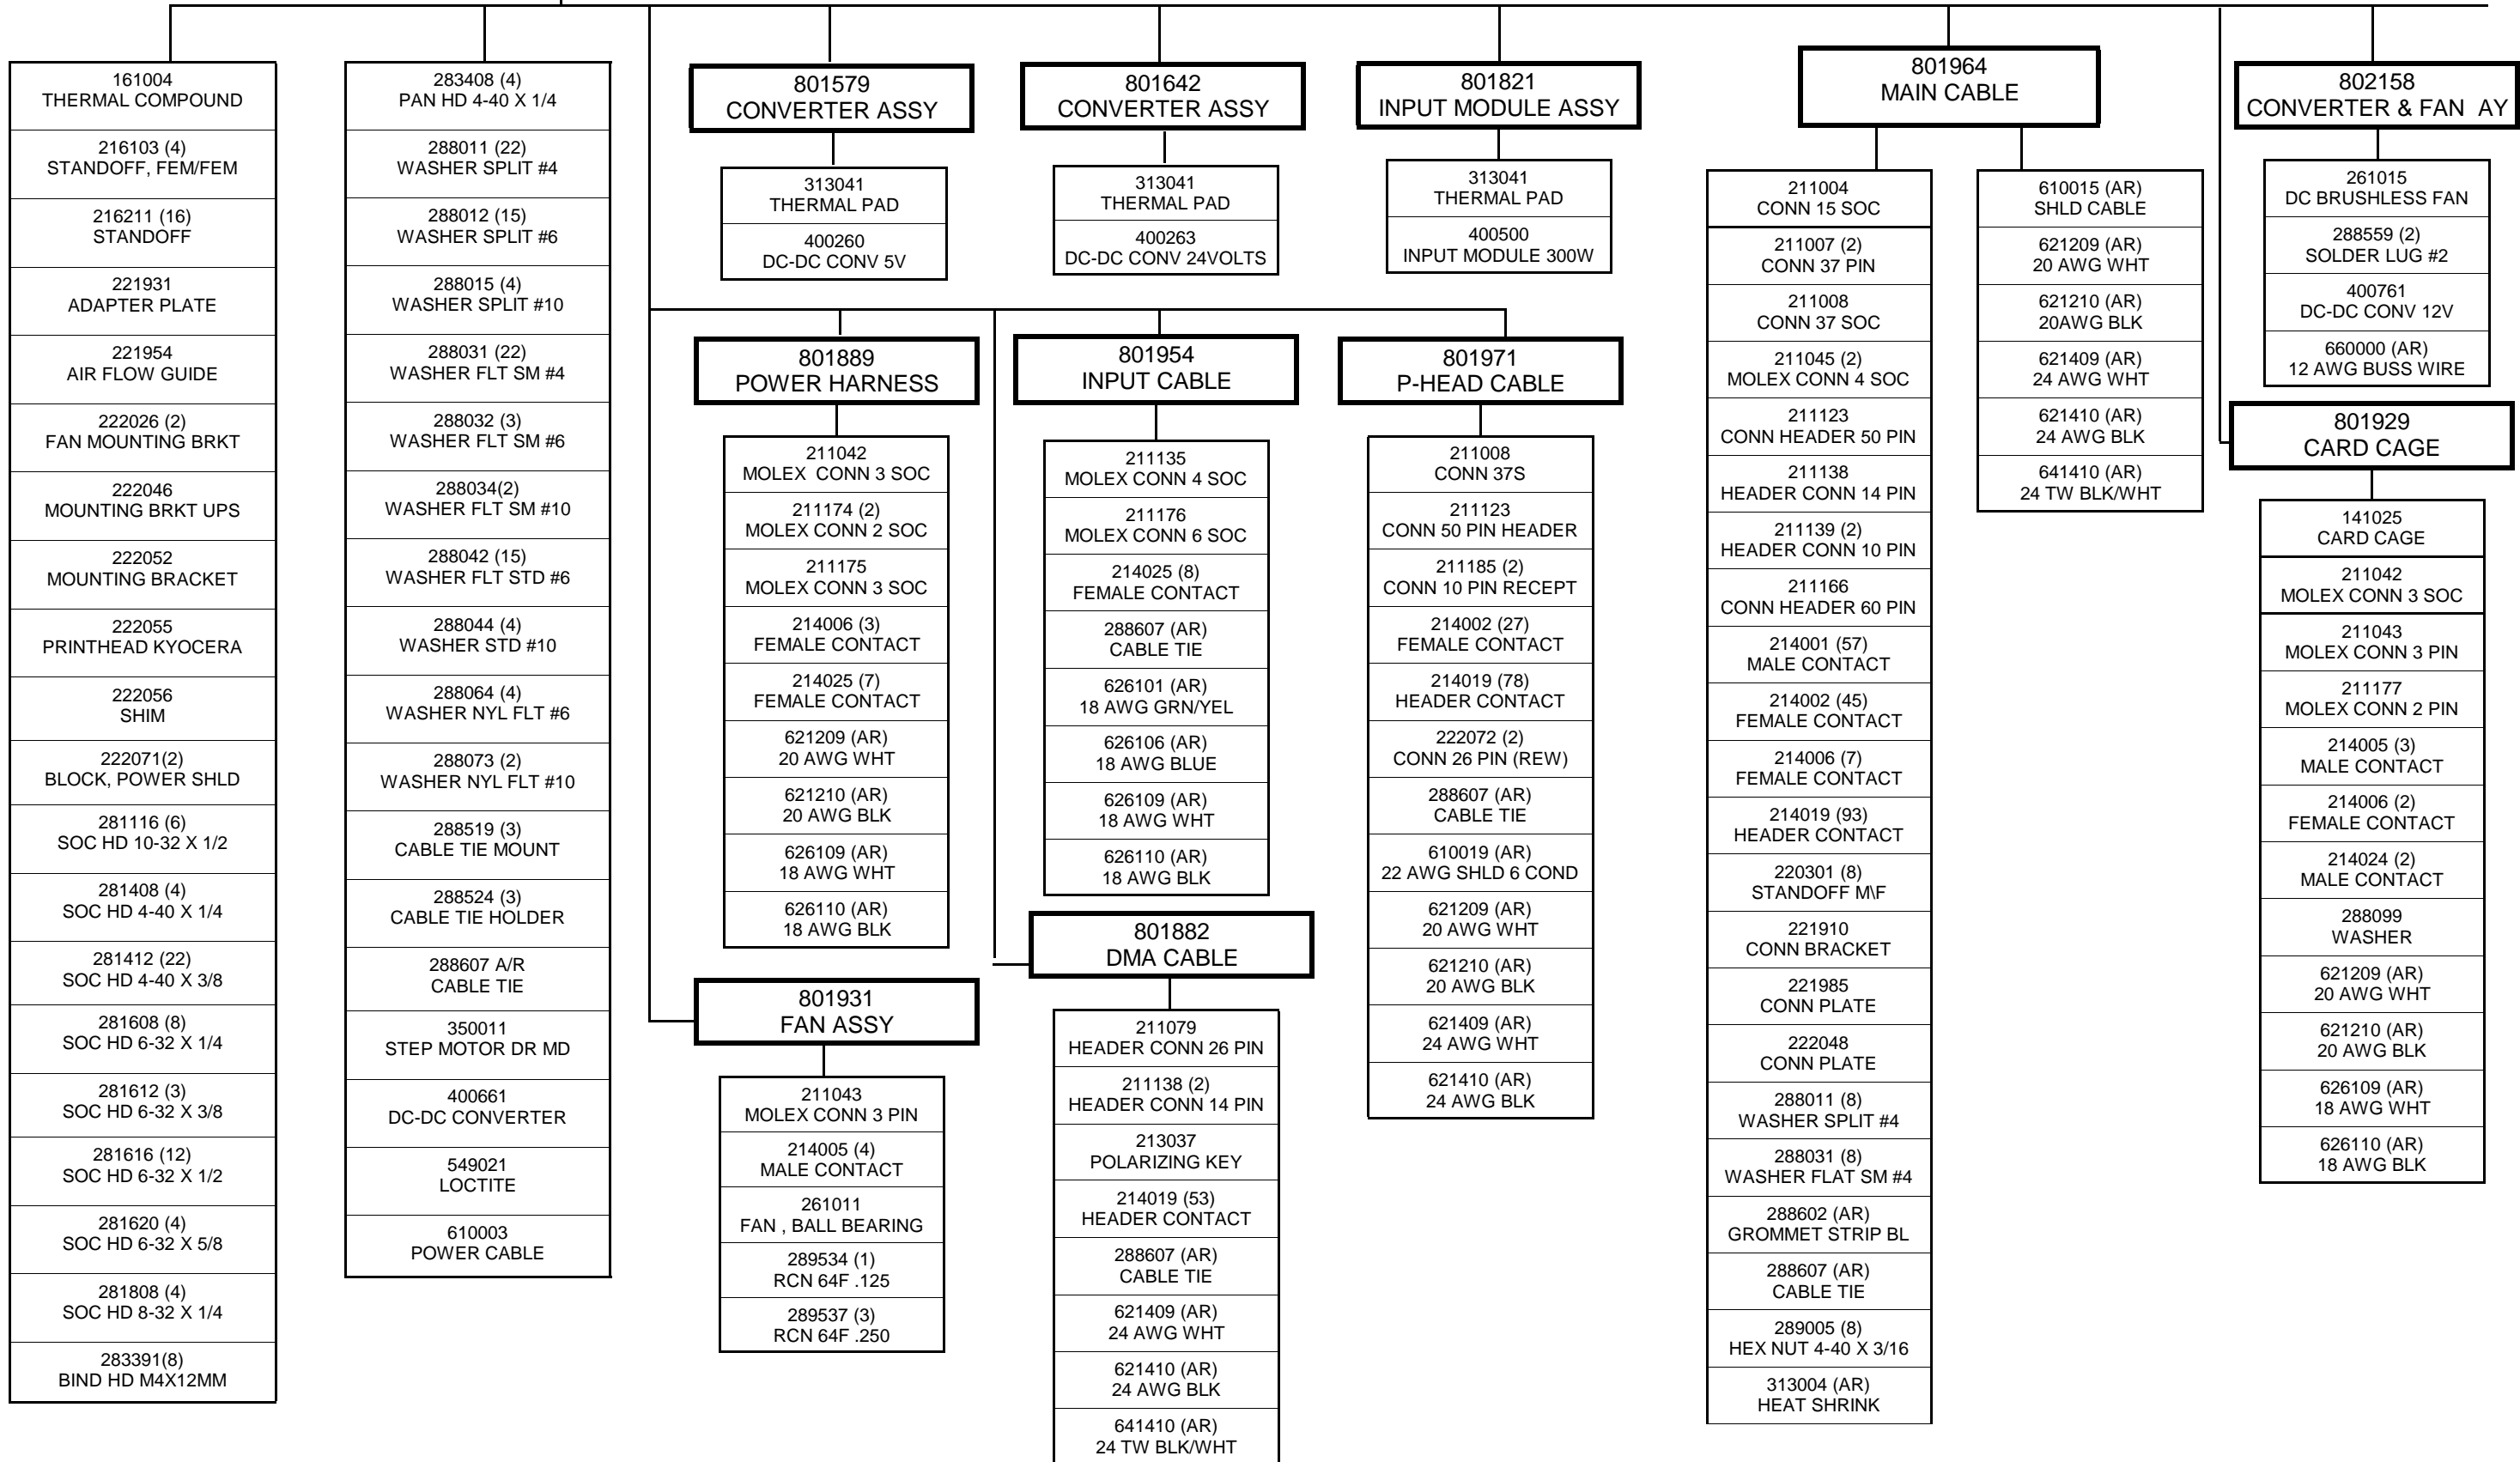 161004
THERMAL COMPOUND
216103 (4)
STANDOFF, FEM/FEM
216211 (16)
STANDOFF
221931
ADAPTER PLATE
221954
AIR FLOW GUIDE
222026 (2)
FAN MOUNTING BRKT
222046
MOUNTING BRKT UPS
222052
MOUNTING BRACKET
222055
PRINTHEAD KYOCERA
222056
SHIM
222071(2)
BLOCK, POWER SHLD
281116 (6)
SOC HD 10-32 X 1/2
281408 (4)
SOC HD 4-40 X 1/4
281412 (22)
SOC HD 4-40 X 3/8
281608 (8)
SOC HD 6-32 X 1/4
281612 (3)
SOC HD 6-32 X 3/8
281616 (12)
SOC HD 6-32 X 1/2
281620 (4)
SOC HD 6-32 X 5/8
281808 (4)
SOC HD 8-32 X 1/4
283391(8)
BIND HD M4X12MM
283408 (4)
PAN HD 4-40 X 1/4
288011 (22)
WASHER SPLIT #4
288012 (15)
WASHER SPLIT #6
288015 (4)
WASHER SPLIT #10
288031 (22)
WASHER FLT SM #4
288032 (3)
WASHER FLT SM #6
288034(2)
WASHER FLT SM #10
288042 (15)
WASHER FLT STD #6
288044 (4)
WASHER STD #10
288064 (4)
WASHER NYL FLT #6
288073 (2)
WASHER NYL FLT #10
288519 (3)
CABLE TIE MOUNT
288524 (3)
CABLE TIE HOLDER
288607 A/R
CABLE TIE
350011
STEP MOTOR DR MD
400661
DC-DC CONVERTER
549021
LOCTITE
610003
POWER CABLE
801579
CONVERTER ASSY
313041
THERMAL PAD
400260
DC-DC CONV 5V
801642
CONVERTER ASSY
313041
THERMAL PAD
400263
DC-DC CONV 24VOLTS
801821
INPUT MODULE ASSY
313041
THERMAL PAD
400500
INPUT MODULE 300W
801889
POWER HARNESS
211042
MOLEX CONN 3 SOC
211174 (2)
MOLEX CONN 2 SOC
211175
MOLEX CONN 3 SOC
214006 (3)
FEMALE CONTACT
214025 (7)
FEMALE CONTACT
621209 (AR)
20 AWG WHT
621210 (AR)
20 AWG BLK
626109 (AR)
18 AWG WHT
626110 (AR)
18 AWG BLK
801931
FAN ASSY
211043
MOLEX CONN 3 PIN
214005 (4)
MALE CONTACT
261011
FAN , BALL BEARING
289534 (1)
RCN 64F .125
289537 (3)
RCN 64F .250
801954
INPUT CABLE
211135
MOLEX CONN 4 SOC
211176
MOLEX CONN 6 SOC
214025 (8)
FEMALE CONTACT
288607 (AR)
CABLE TIE
626101 (AR)
18 AWG GRN/YEL
626106 (AR)
18 AWG BLUE
626109 (AR)
18 AWG WHT
626110 (AR)
18 AWG BLK
801882
DMA CABLE
211079
HEADER CONN 26 PIN
211138 (2)
HEADER CONN 14 PIN
213037
POLARIZING KEY
214019 (53)
HEADER CONTACT
288607 (AR)
CABLE TIE
621409 (AR)
24 AWG WHT
621410 (AR)
24 AWG BLK
641410 (AR)
24 TW BLK/WHT
801971
P-HEAD CABLE
211008
CONN 37S
211123
CONN 50 PIN HEADER
211185 (2)
CONN 10 PIN RECEPT
214002 (27)
FEMALE CONTACT
214019 (78)
HEADER CONTACT
222072 (2)
CONN 26 PIN (REW)
288607 (AR)
CABLE TIE
610019 (AR)
22 AWG SHLD 6 COND
621209 (AR)
20 AWG WHT
621210 (AR)
20 AWG BLK
621409 (AR)
24 AWG WHT
621410 (AR)
24 AWG BLK
801964
MAIN CABLE
211004
CONN 15 SOC
211007 (2)
CONN 37 PIN
211008
CONN 37 SOC
211045 (2)
MOLEX CONN 4 SOC
211123
CONN HEADER 50 PIN
211138
HEADER CONN 14 PIN
211139 (2)
HEADER CONN 10 PIN
211166
CONN HEADER 60 PIN
214001 (57)
MALE CONTACT
214002 (45)
FEMALE CONTACT
214006 (7)
FEMALE CONTACT
214019 (93)
HEADER CONTACT
220301 (8)
STANDOFF M\F
221910
CONN BRACKET
221985
CONN PLATE
222048
CONN PLATE
288011 (8)
WASHER SPLIT #4
288031 (8)
WASHER FLAT SM #4
288602 (AR)
GROMMET STRIP BL
288607 (AR)
CABLE TIE
289005 (8)
HEX NUT 4-40 X 3/16
313004 (AR)
HEAT SHRINK
610015 (AR)
SHLD CABLE
621209 (AR)
20 AWG WHT
621210 (AR)
20AWG BLK
621409 (AR)
24 AWG WHT
621410 (AR)
24 AWG BLK
641410 (AR)
24 TW BLK/WHT
802158
CONVERTER & FAN AY
261015
DC BRUSHLESS FAN
288559 (2)
SOLDER LUG #2
400761
DC-DC CONV 12V
660000 (AR)
12 AWG BUSS WIRE
801929
CARD CAGE
141025
CARD CAGE
211042
MOLEX CONN 3 SOC
211043
MOLEX CONN 3 PIN
211177
MOLEX CONN 2 PIN
214005 (3)
MALE CONTACT
214006 (2)
FEMALE CONTACT
214024 (2)
MALE CONTACT
288099
WASHER
621209 (AR)
20 AWG WHT
621210 (AR)
20 AWG BLK
626109 (AR)
18 AWG WHT
626110 (AR)
18 AWG BLK